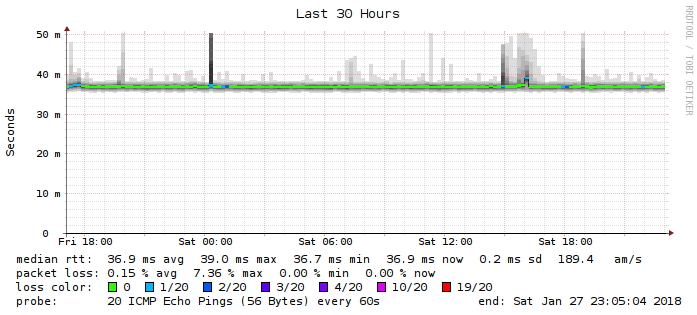 Last 30 Hours
RRDTOOL / TOBI OETIKER
Seconds
50 m
40 m
30 m
20 m
10 m
0
Fri 18:00 Sat 00:00 Sat 06:00 Sat 12:00 Sat 18:00
median rtt: 36.9 ms avg 39.0 ms max 36.7 ms min 36.9 ms now 0.2 ms sd 189.4 am/s
packet loss: 0.15 % avg 7.36 % max 0.00 % min 0.00 % now
loss color: 0 1/20 2/20 3/20 4/20 10/20 19/20
probe: 20 ICMP Echo Pings (56 Bytes) every 60s end: Sat Jan 27 23:05:04 2018